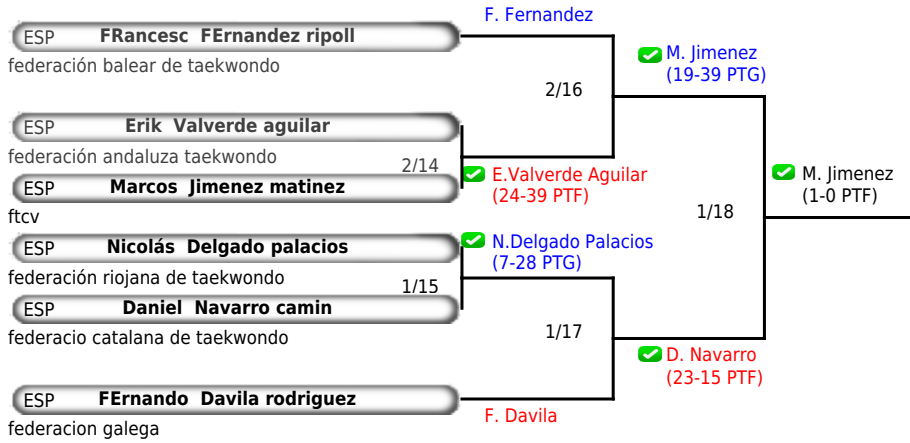 F. Fernandez
ESP FRancesc FErnandez ripoll
federación balear de taekwondo
M. Jimenez
(19-39 PTG)
2/16
ESP Erik Valverde aguilar
federación andaluza taekwondo
2/14
E.Valverde Aguilar
(24-39 PTF)
ESP Marcos Jimenez matinez
ftcv
M. Jimenez
(1-0 PTF)
1/18
ESP Nicolás Delgado palacios
federación riojana de taekwondo
N.Delgado Palacios
(7-28 PTG)
1/15
ESP Daniel Navarro camin
federacio catalana de taekwondo
1/17
D. Navarro
(23-15 PTF)
ESP FErnando Davila rodriguez
federacion galega
F. Davila